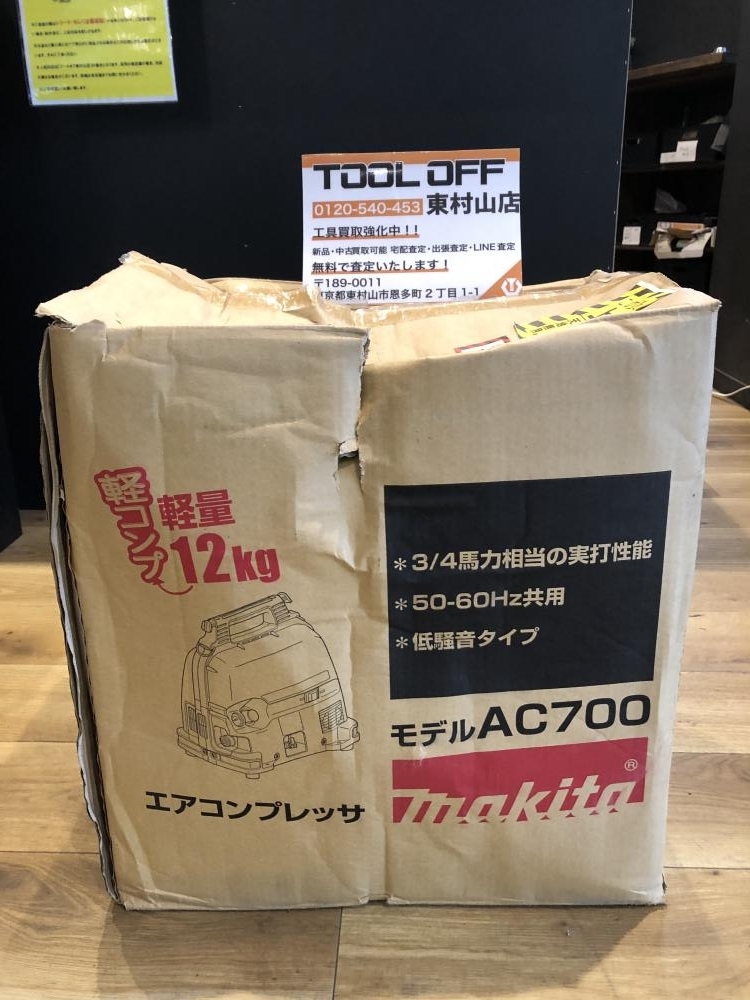 TOOL OFF
0120-540-453 東村山店
工具買取強化中！！
新品・中古買取可能 宅配査定・出張査定・LINE査定
無料で査定いたします！
〒189-0011
京都東村山市恩多町2丁目1-1
軽コンプ
軽量
12kg
*3/4馬力相当の実打性能
*50-60Hz共用
*低騒音タイプ
モデルAC700
makita®
エアコンプレッサ